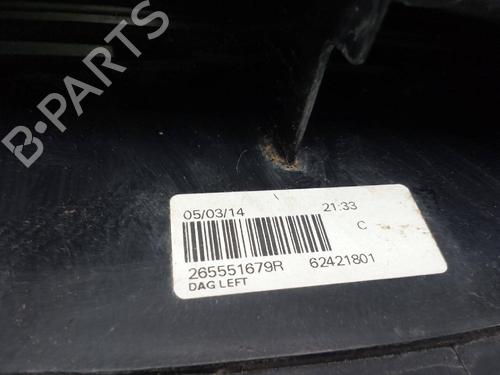 B-PARTS
05/03/14 21:33
C
265551679R 62421801
DAG LEFT